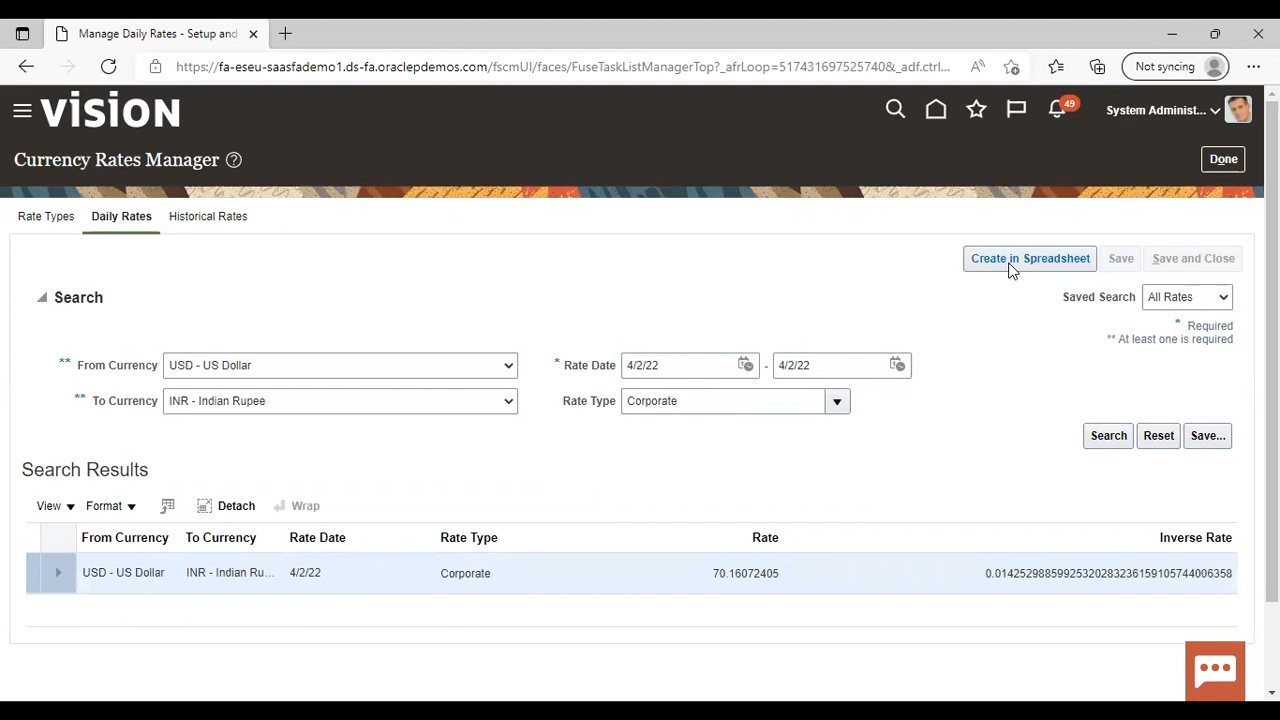 Manage Daily Rates - Setup and
https://fa-eseu-saasfademo1.ds-fa.oraclepdemos.com/fscmUI/faces/FuseTaskListManagerTop?_afrLoop=517431697525740&_adf.ctrl...
Not syncing
VISION
49
System Administ...
Currency Rates Manager ?
Done
Rate Types Daily Rates Historical Rates
Create in Spreadsheet Save Save and Close
Search
Saved Search All Rates
* Required
** At least one is required
** From Currency USD - US Dollar * Rate Date 4/2/22 - 4/2/22
** To Currency INR - Indian Rupee Rate Type Corporate
Search Reset Save...
Search Results
View Format Detach Wrap
From Currency To Currency Rate Date Rate Type Rate Inverse Rate
USD - US Dollar INR - Indian Ru... 4/2/22 Corporate 70.16072405 0.01425298859925320283236159105744006358